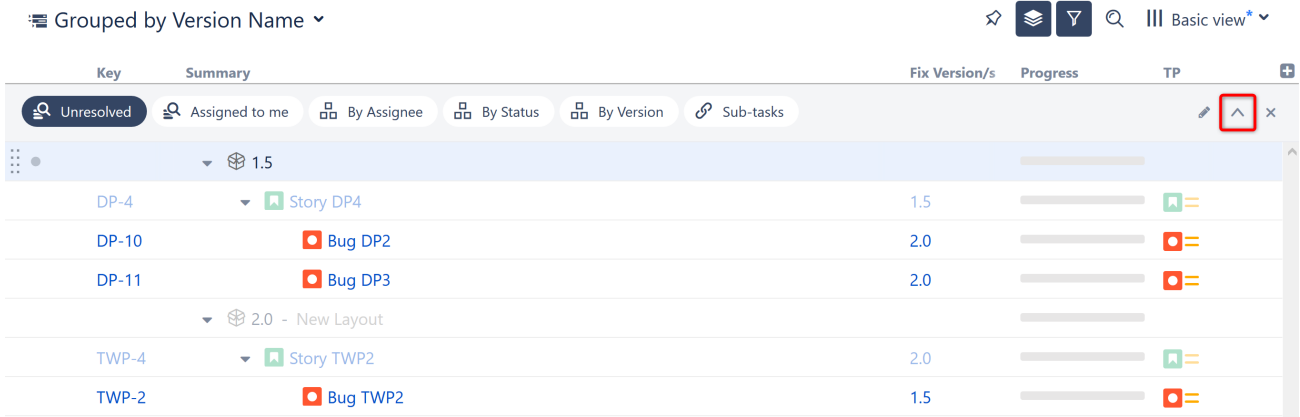 Grouped by Version Name
Basic view*
Key Summary Fix Version/s Progress TP
Unresolved Assigned to me By Assignee By Status By Version Sub-tasks
1.5
DP-4 Story DP4 1.5
DP-10 Bug DP2 2.0
DP-11 Bug DP3 2.0
2.0 - New Layout
TWP-4 Story TWP2 2.0
TWP-2 Bug TWP2 1.5